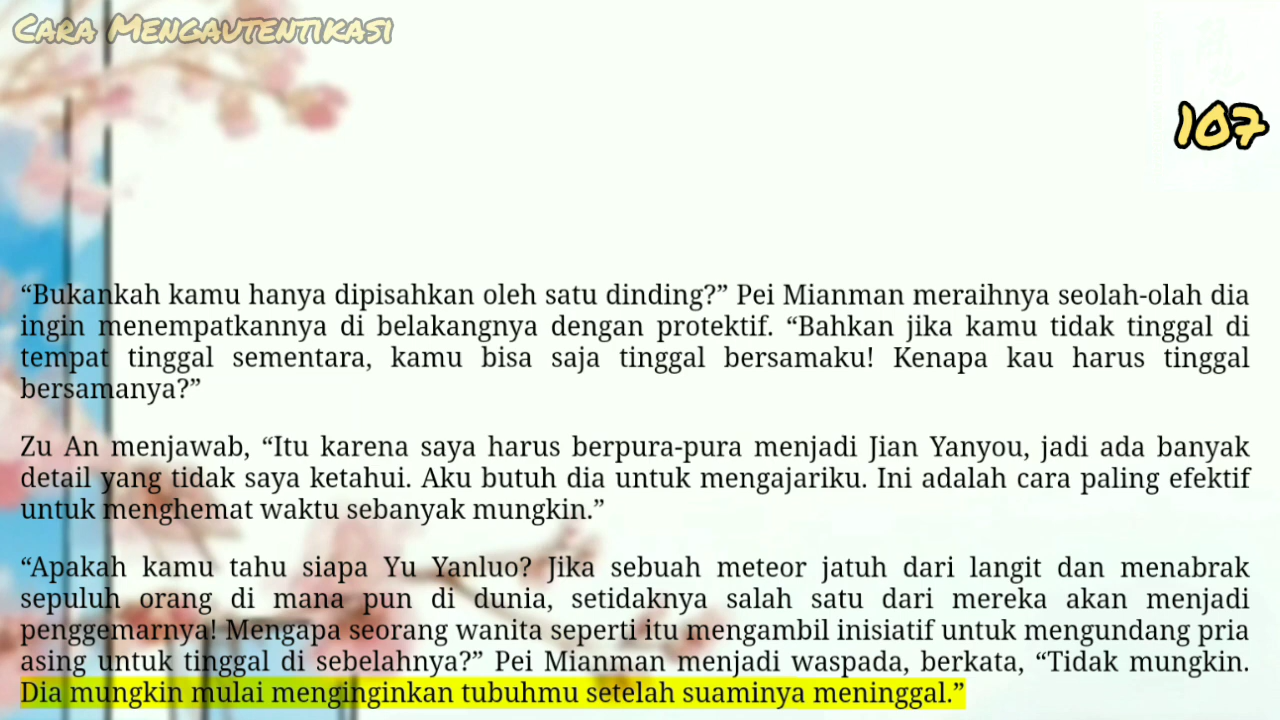 Cara Mengautentikasi
107
“Bukankah kamu hanya dipisahkan oleh satu dinding?” Pei Mianman meraihnya seolah-olah dia
ingin menempatkannya di belakangnya dengan protektif. “Bahkan jika kamu tidak tinggal di
tempat tinggal sementara, kamu bisa saja tinggal bersamaku! Kenapa kau harus tinggal
bersamanya?”
Zu An menjawab, “Itu karena saya harus berpura-pura menjadi Jian Yanyou, jadi ada banyak
detail yang tidak saya ketahui. Aku butuh dia untuk mengajariku. Ini adalah cara paling efektif
untuk menghemat waktu sebanyak mungkin.”
“Apakah kamu tahu siapa Yu Yanluo? Jika sebuah meteor jatuh dari langit dan menabrak
sepuluh orang di mana pun di dunia, setidaknya salah satu dari mereka akan menjadi
penggemarnya! Mengapa seorang wanita seperti itu mengambil inisiatif untuk mengundang pria
asing untuk tinggal di sebelahnya?” Pei Mianman menjadi waspada, berkata, “Tidak mungkin.
Dia mungkin mulai menginginkan tubuhmu setelah suaminya meninggal.”